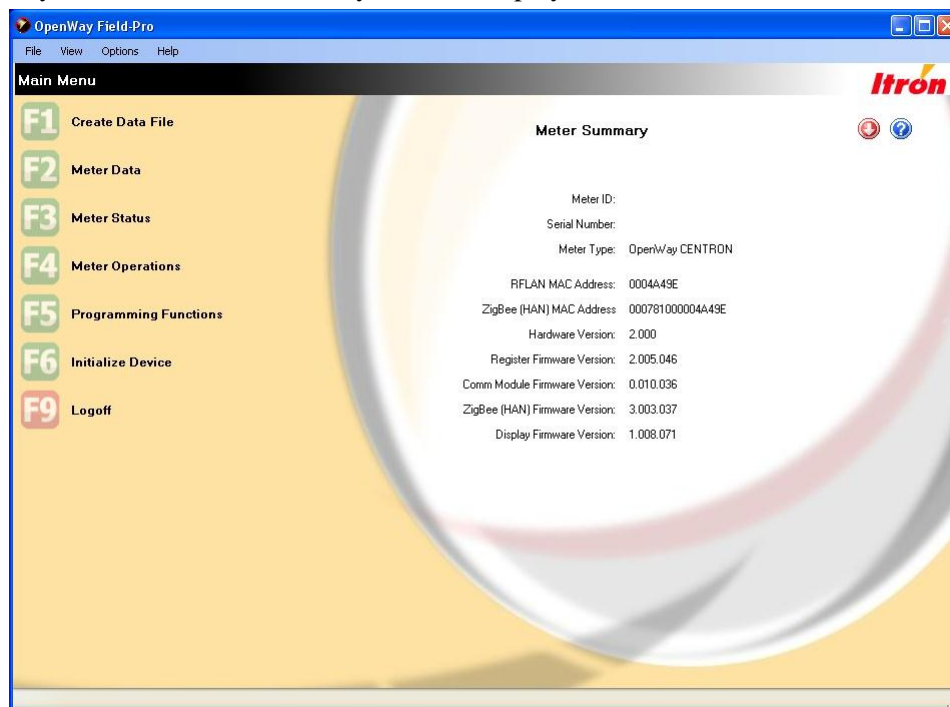 OpenWay Field-Pro
File View Options Help
Main Menu
Itrón
F1 Create Data File
F2 Meter Data
F3 Meter Status
F4 Meter Operations
F5 Programming Functions
F6 Initialize Device
F9 Logoff
Meter Summary
Meter ID:
Serial Number:
Meter Type: OpenWay CENTRON
RFLAN MAC Address: 0004A49E
ZigBee (HAN) MAC Address 000781000004A49E
Hardware Version: 2.000
Register Firmware Version: 2.005.046
Comm Module Firmware Version: 0.010.036
ZigBee (HAN) Firmware Version: 3.003.037
Display Firmware Version: 1.008.071